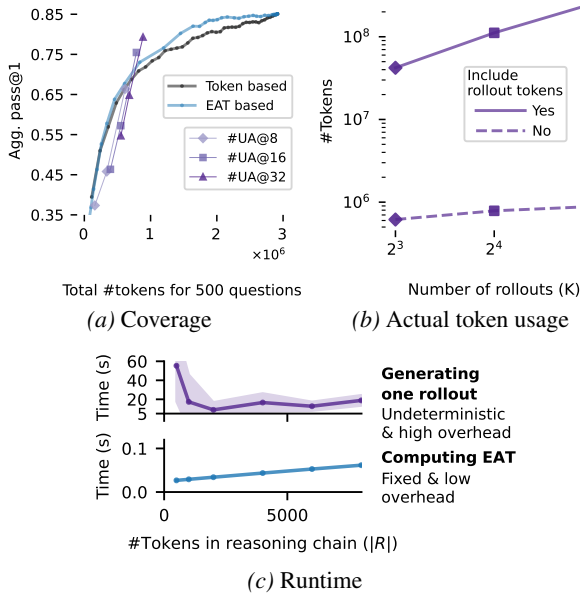 0.85
0.75
0.65
0.55
0.45
0.35
Agg. pass@1
Token based
EAT based
#UA@8
#UA@16
#UA@32
0 1 2 3
×10⁶
Total #tokens for 500 questions
(a) Coverage
10⁸
10⁷
10⁶
#Tokens
Include
rollout tokens
Yes
No
2³ 2⁴
Number of rollouts (K)
(b) Actual token usage
60
40
20
5
Time (s)
Generating
one rollout
Undeterministic
& high overhead
0.1
0.0
Time (s)
Computing EAT
Fixed & low
overhead
0 5000
#Tokens in reasoning chain (|R|)
(c) Runtime